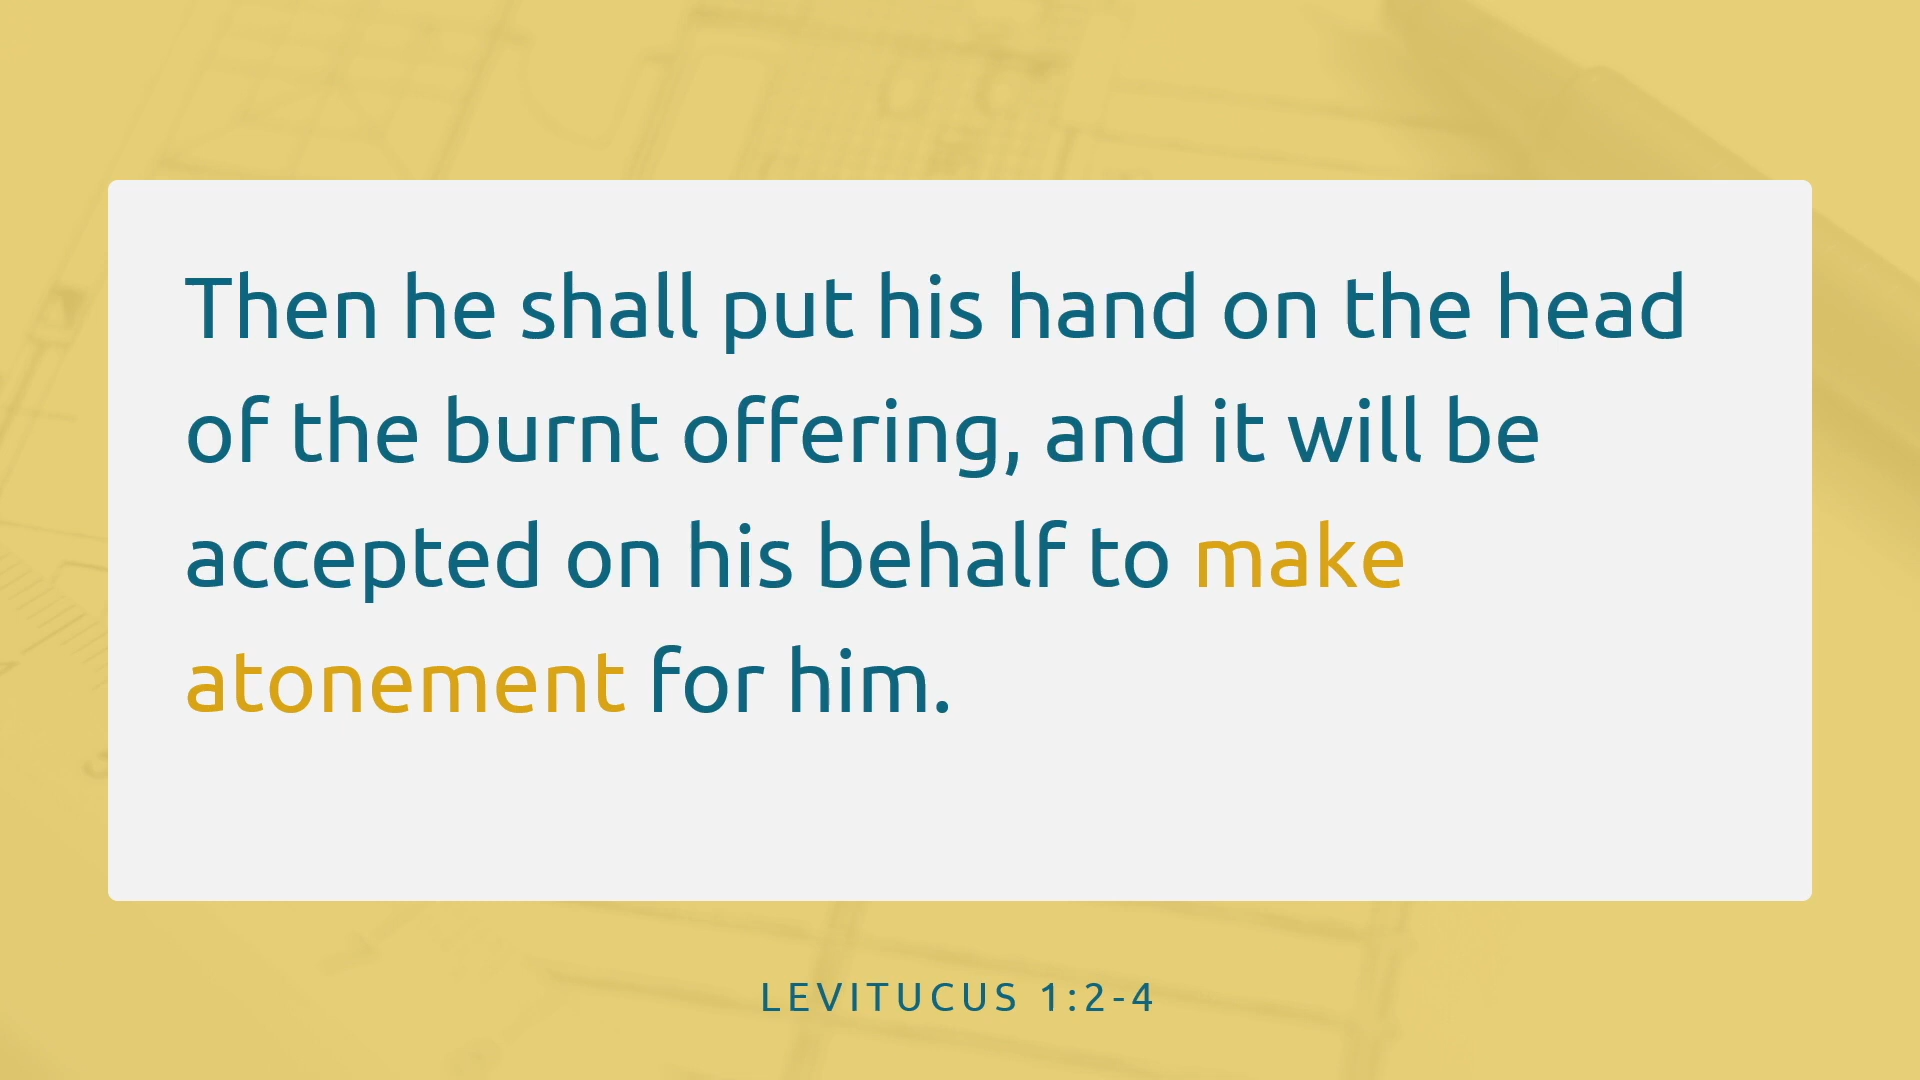 Then he shall put his hand on the head
of the burnt offering, and it will be
accepted on his behalf to make
atonement for him.
LEVITUCUS 1:2-4